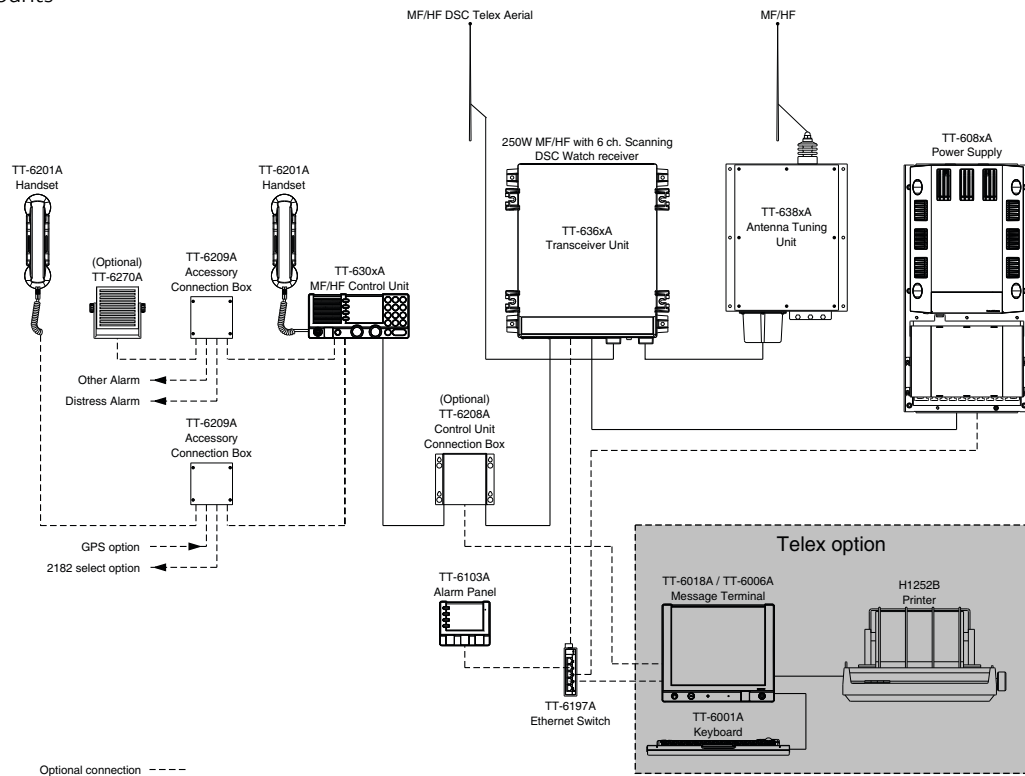 MF/HF DSC Telex Aerial
MF/HF
250W MF/HF with 6 ch. Scanning
DSC Watch receiver
TT-608xA
Power Supply
TT-6201A
Handset
TT-6201A
Handset
TT-636xA
Transceiver Unit
TT-638xA
Antenna Tuning
Unit
(Optional)
TT-6270A
TT-6209A
Accessory
Connection Box
TT-630xA
MF/HF Control Unit
Other Alarm
Distress Alarm
TT-6209A
Accessory
Connection Box
(Optional)
TT-6208A
Control Unit
Connection Box
GPS option
2182 select option
Telex option
TT-6103A
Alarm Panel
TT-6018A / TT-6006A
Message Terminal
H1252B
Printer
TT-6197A
Ethernet Switch
TT-6001A
Keyboard
Optional connection